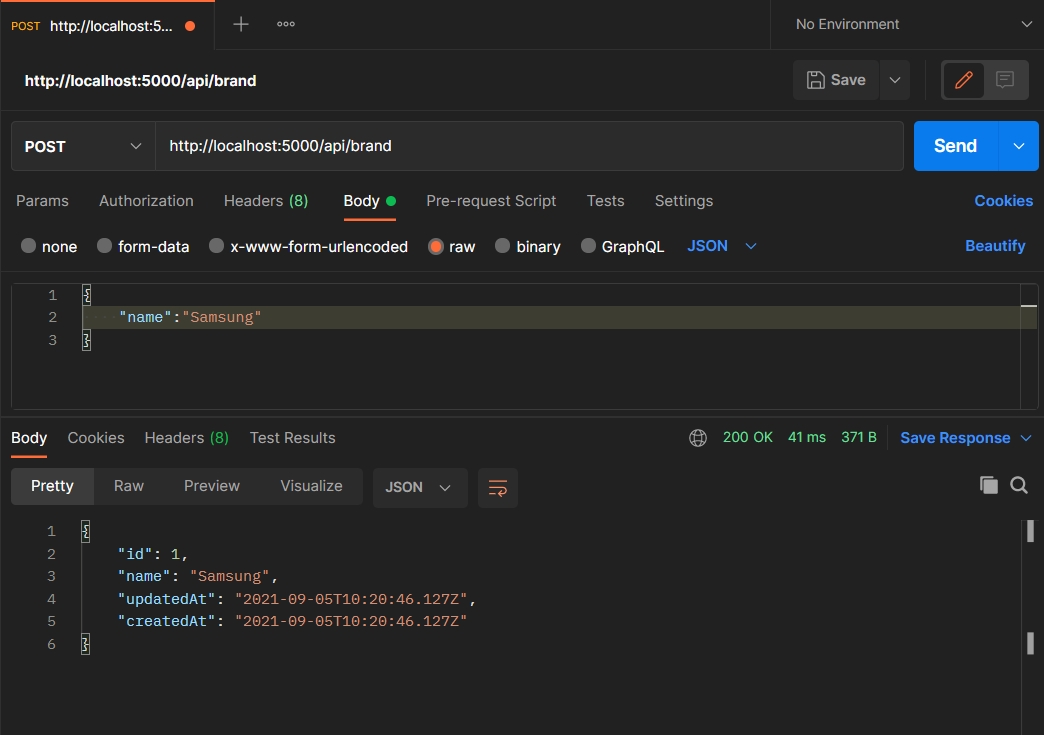 POST http://localhost:5... No Environment
http://localhost:5000/api/brand Save
POST http://localhost:5000/api/brand Send
Params Authorization Headers (8) Body Pre-request Script Tests Settings Cookies
none form-data x-www-form-urlencoded raw binary GraphQL JSON Beautify
1 {
2 "name":"Samsung"
3 }
Body Cookies Headers (8) Test Results 200 OK 41 ms 371 B Save Response
Pretty Raw Preview Visualize JSON
1 {
2 "id": 1,
3 "name": "Samsung",
4 "updatedAt": "2021-09-05T10:20:46.127Z",
5 "createdAt": "2021-09-05T10:20:46.127Z"
6 }